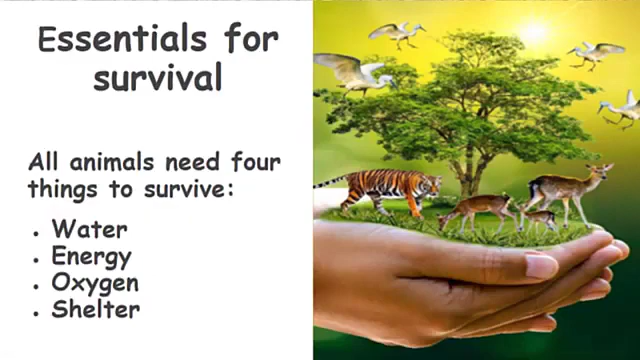 Essentials for
survival
All animals need four
things to survive:
• Water
• Energy
• Oxygen
• Shelter